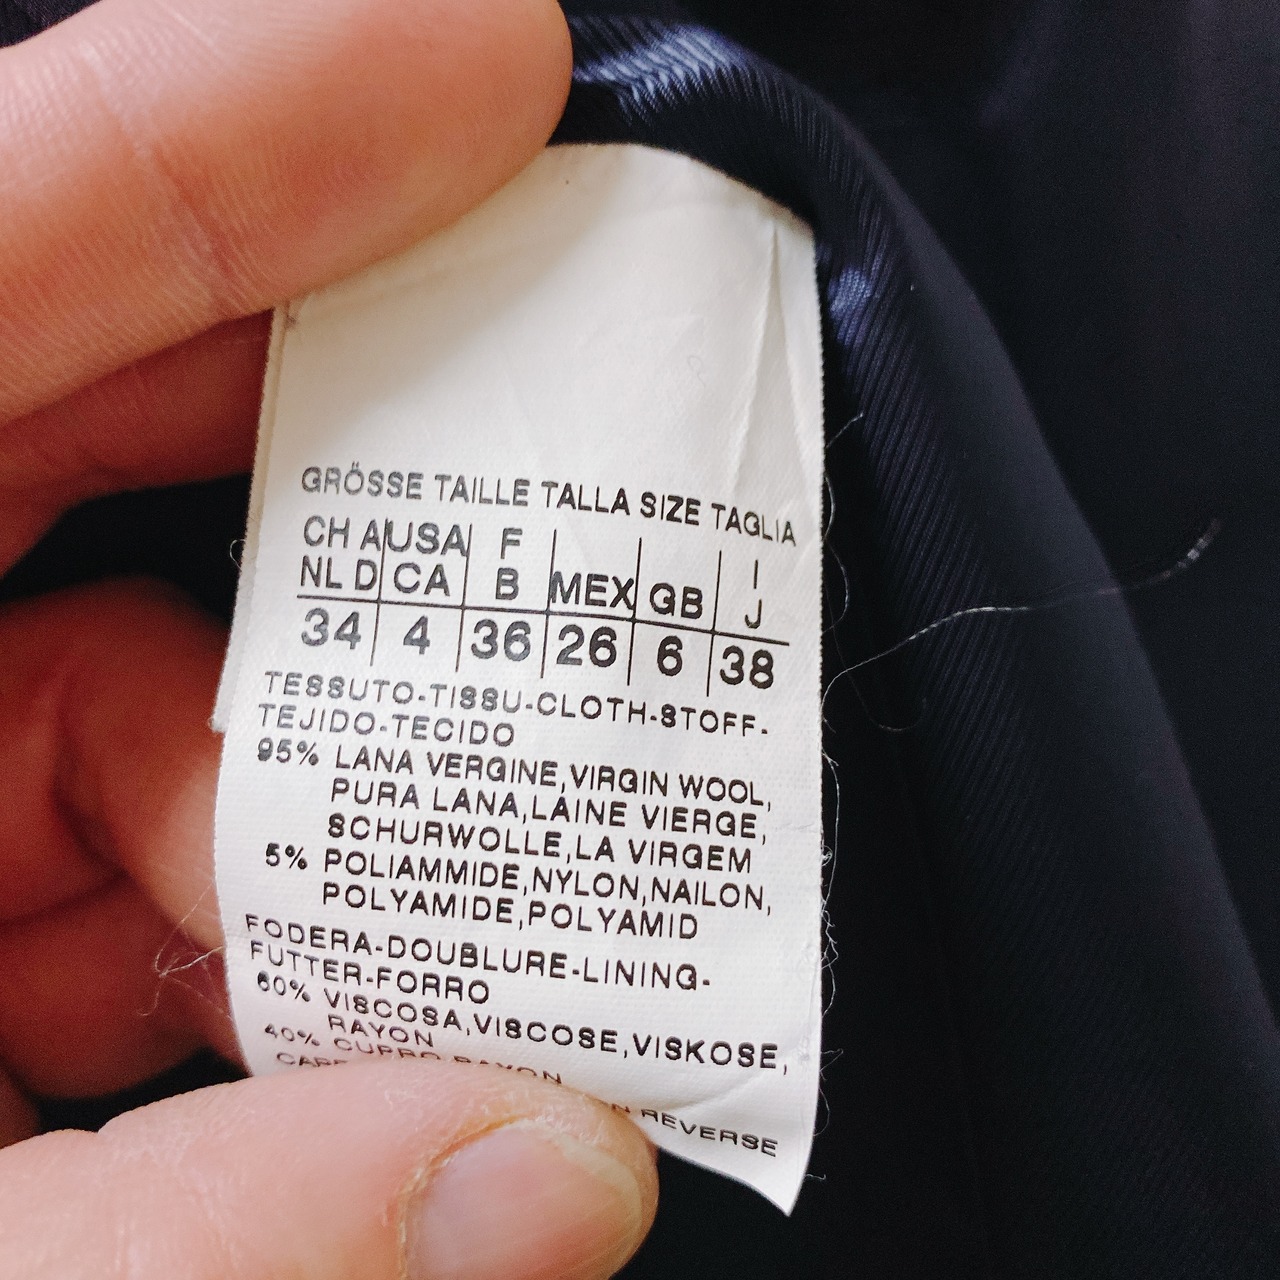 GRÖSSE TAILLE TALLA SIZE TAGLIA
CH A USA F I
NL D CA B MEX GB J
34 4 36 26 6 38
TESSUTO-TISSU-CLOTH-STOFF-
TEJIDO-TECIDO
95% LANA VERGINE,VIRGIN WOOL,
PURA LANA,LAINE VIERGE,
SCHURWOLLE,LA VIRGEM
5% POLIAMMIDE,NYLON,NAILON,
POLYAMIDE,POLYAMID
FODERA-DOUBLURE-LINING-
FUTTER-FORRO
60% VISCOSA,VISCOSE,VISKOSE,
RAYON
40% CUPRO RAYON
REVERSE